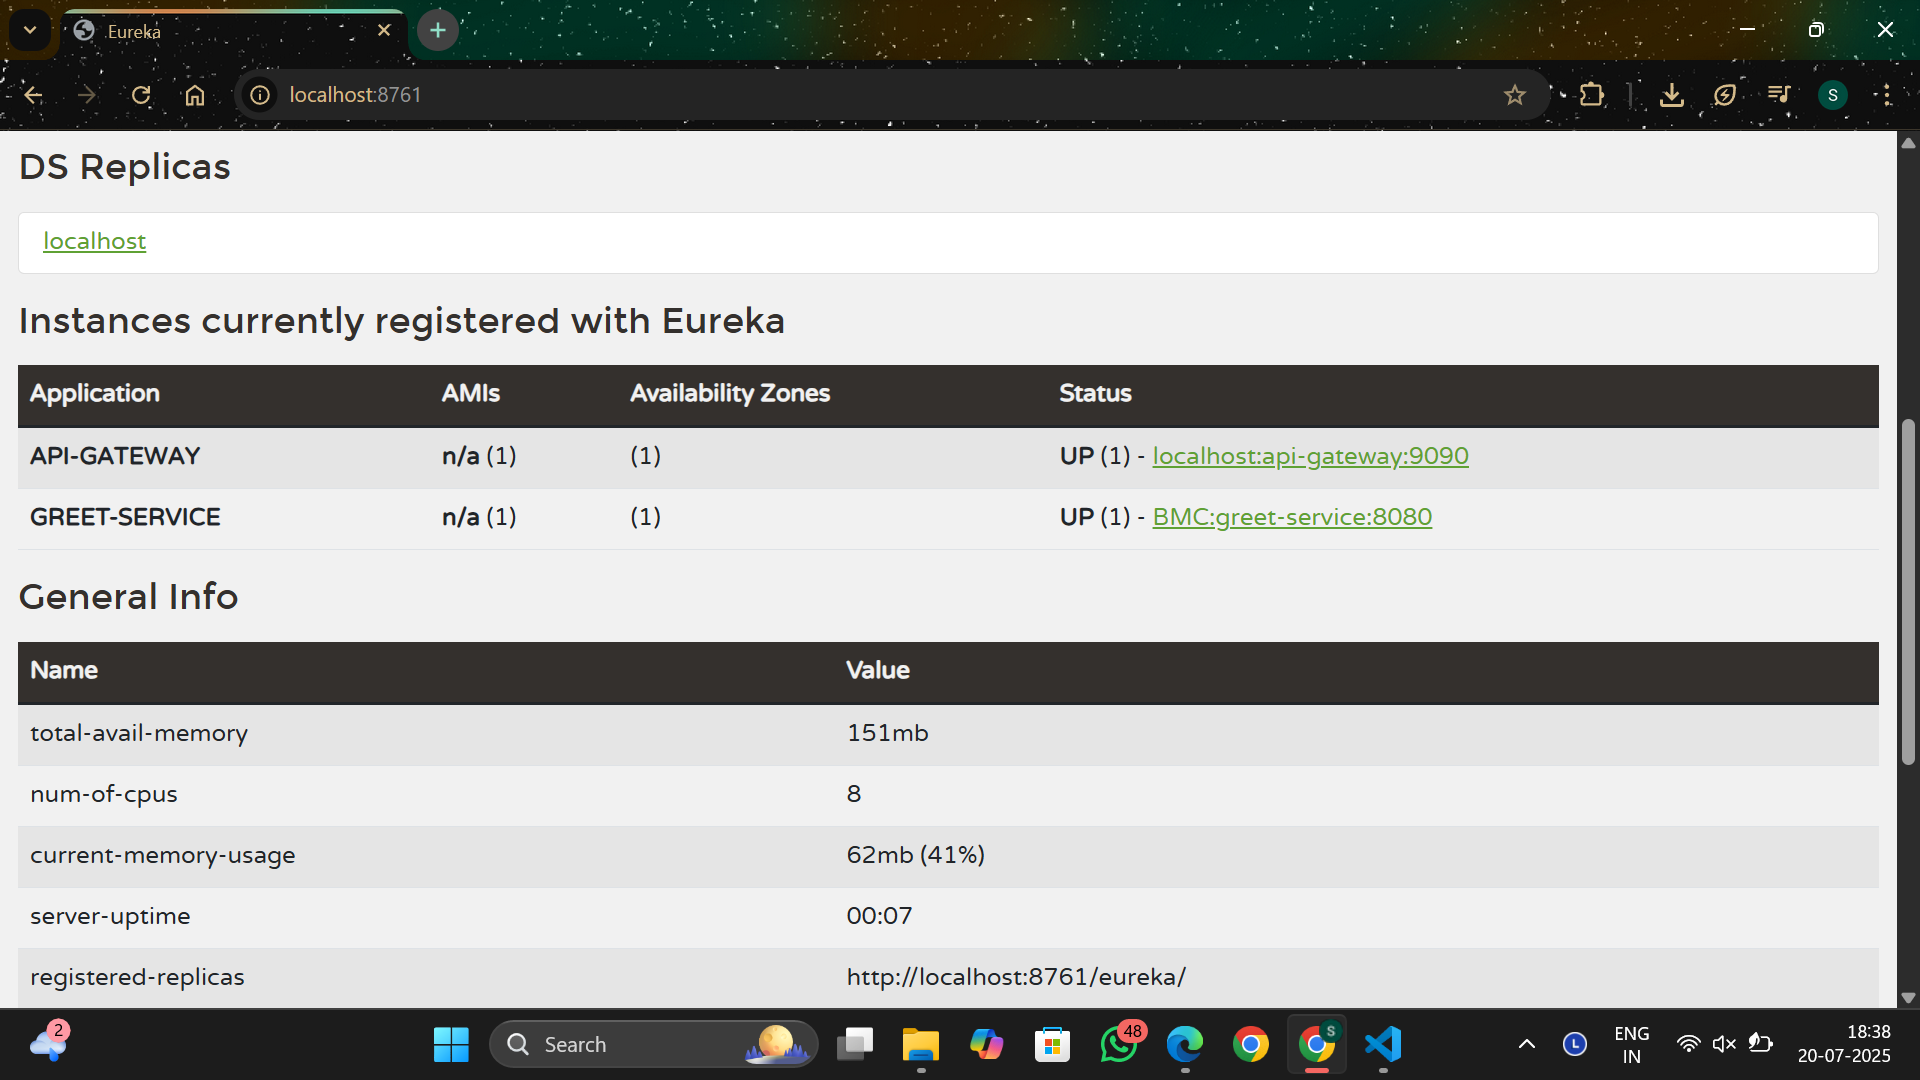 Eureka
localhost:8761
S
DS Replicas
localhost
Instances currently registered with Eureka
Application AMIs Availability Zones Status
API-GATEWAY n/a (1) (1) UP (1) - localhost:api-gateway:9090
GREET-SERVICE n/a (1) (1) UP (1) - BMC:greet-service:8080
General Info
Name Value
total-avail-memory 151mb
num-of-cpus 8
current-memory-usage 62mb (41%)
server-uptime 00:07
registered-replicas http://localhost:8761/eureka/
2
Search
48
S
L
ENG
IN
18:38
20-07-2025